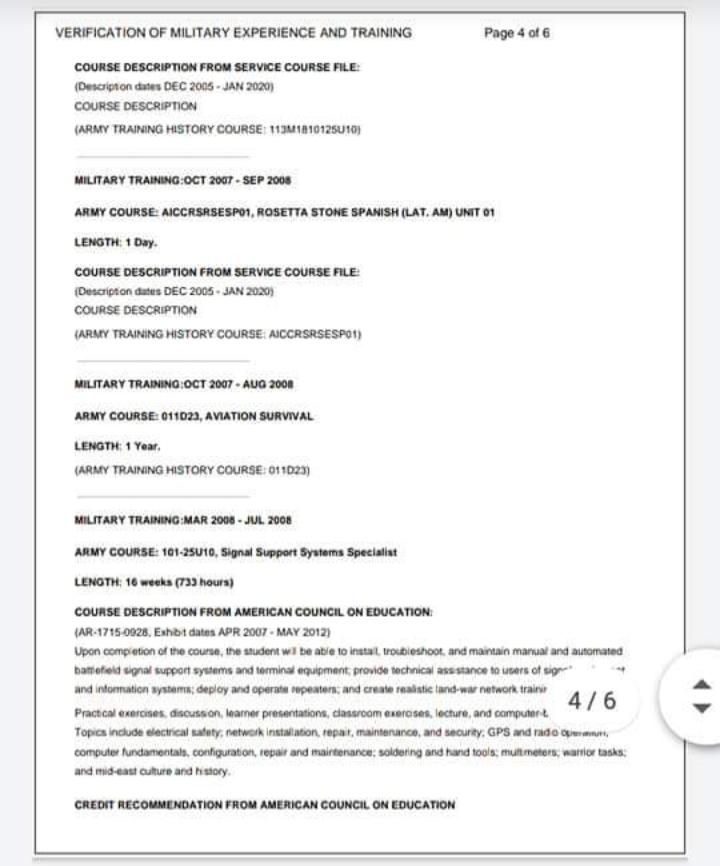 VERIFICATION OF MILITARY EXPERIENCE AND TRAINING Page 4 of 6
COURSE DESCRIPTION FROM SERVICE COURSE FILE:
(Description dates DEC 2005 - JAN 2020)
COURSE DESCRIPTION
(ARMY TRAINING HISTORY COURSE: 113M1810125U10)
MILITARY TRAINING:OCT 2007 - SEP 2008
ARMY COURSE: AICCRSRSESP01, ROSETTA STONE SPANISH (LAT. AM) UNIT 01
LENGTH: 1 Day.
COURSE DESCRIPTION FROM SERVICE COURSE FILE:
(Description dates DEC 2005 - JAN 2020)
COURSE DESCRIPTION
(ARMY TRAINING HISTORY COURSE: AICCRSRSESP01)
MILITARY TRAINING:OCT 2007 - AUG 2008
ARMY COURSE: 011D23, AVIATION SURVIVAL
LENGTH: 1 Year.
(ARMY TRAINING HISTORY COURSE: 011D23)
MILITARY TRAINING:MAR 2008 - JUL 2008
ARMY COURSE: 101-25U10, Signal Support Systems Specialist
LENGTH: 16 weeks (733 hours)
COURSE DESCRIPTION FROM AMERICAN COUNCIL ON EDUCATION:
(AR-1715-0928, Exhibit dates APR 2007 - MAY 2012)
Upon completion of the course, the student will be able to install, troubleshoot, and maintain manual and automated
battlefield signal support systems and terminal equipment; provide technical assistance to users of
and information systems; deploy and operate repeaters; and create realistic land-war network
4 / 6
Practical exercises, discussion, learner presentations, classroom exercises, lecture, and
Topics include electrical safety; network installation, repair, maintenance, and security; GPS and radio
computer fundamentals, configuration, repair and maintenance; soldering and hand tools; multimeters; warrior tasks;
and mid-east culture and history.
CREDIT RECOMMENDATION FROM AMERICAN COUNCIL ON EDUCATION